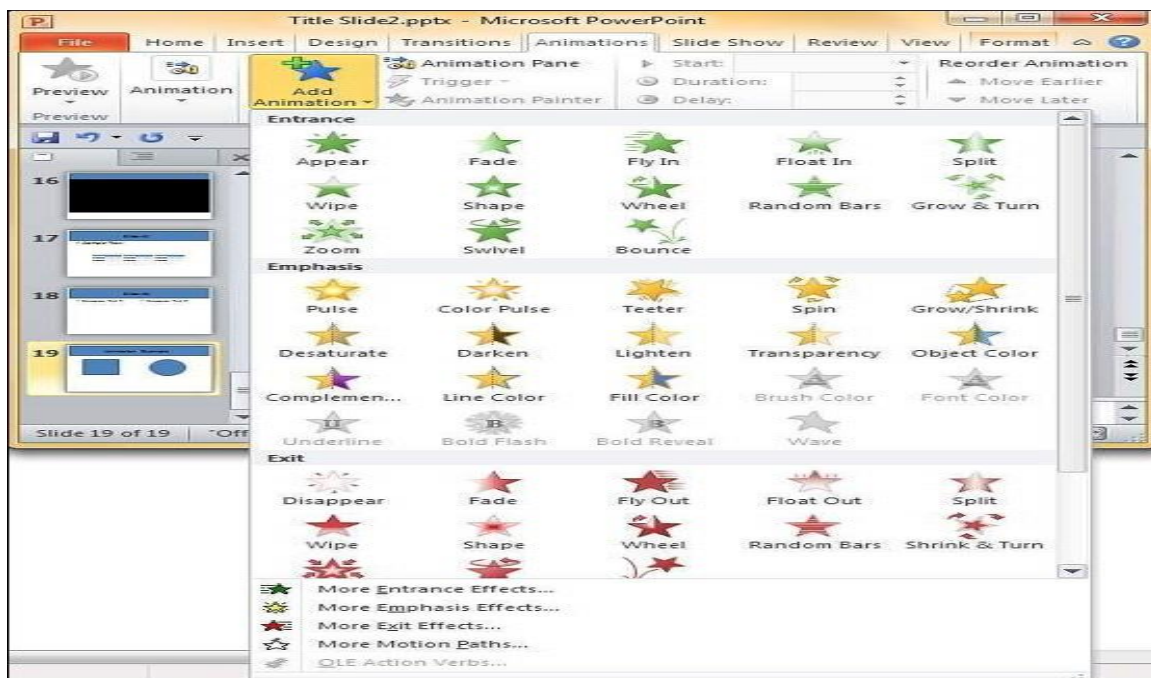 Title Slide2.pptx - Microsoft PowerPoint
File Home Insert Design Transitions Animations Slide Show Review View Format
Preview
Animation
Add Animation
Animation Pane
Trigger
Animation Painter
Start:
Duration:
Delay:
Reorder Animation
Move Earlier
Move Later
Preview
Entrance
Appear Fade Fly In Float In Split
Wipe Shape Wheel Random Bars Grow & Turn
Zoom Swivel Bounce
Emphasis
Pulse Color Pulse Teeter Spin Grow/Shrink
Desaturate Darken Lighten Transparency Object Color
Complemen... Line Color Fill Color Brush Color Font Color
Underline Bold Flash Bold Reveal Wave
Exit
Disappear Fade Fly Out Float Out Split
Wipe Shape Wheel Random Bars Shrink & Turn
More Entrance Effects...
More Emphasis Effects...
More Exit Effects...
More Motion Paths...
OLE Action Verbs...
16
17
18
19
Slide 19 of 19 "Off